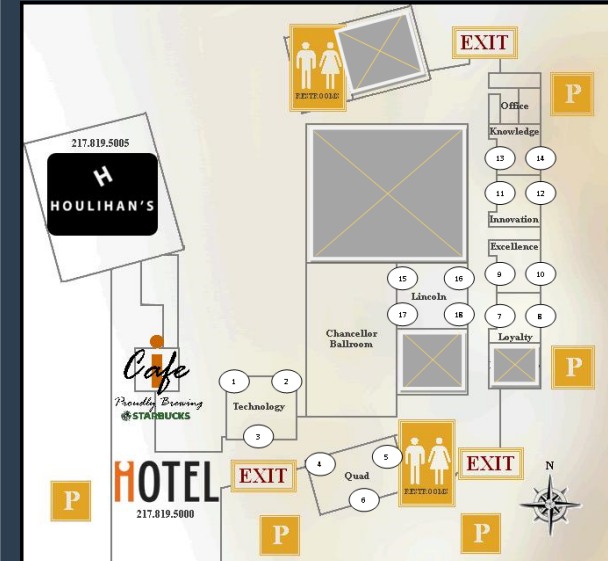 EXIT
RESTROOMS
P
Office
Knowledge
217.819.5005
H
HOULIHAN'S
13
14
11
12
Innovation
Excellence
15
16
9
10
Lincoln
17
18
7
8
Chancellor
Ballroom
Loyalty
i
Cafe
Proudly Brewing
STARBUCKS
P
1
2
Technology
3
HOTEL
217.819.5000
EXIT
4
5
Quad
6
RESTROOMS
EXIT
N
P
P
P